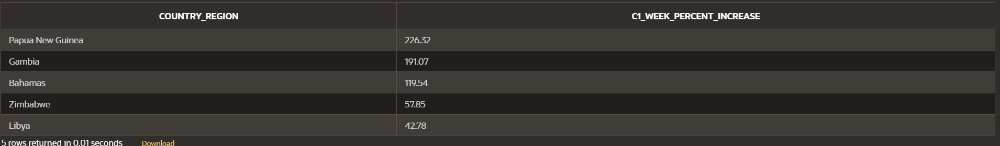 COUNTRY_REGION C1_WEEK_PERCENT_INCREASE
Papua New Guinea 226.32
Gambia 191.07
Bahamas 119.54
Zimbabwe 57.85
Libya 42.78
5 rows returned in 0.01 seconds Download